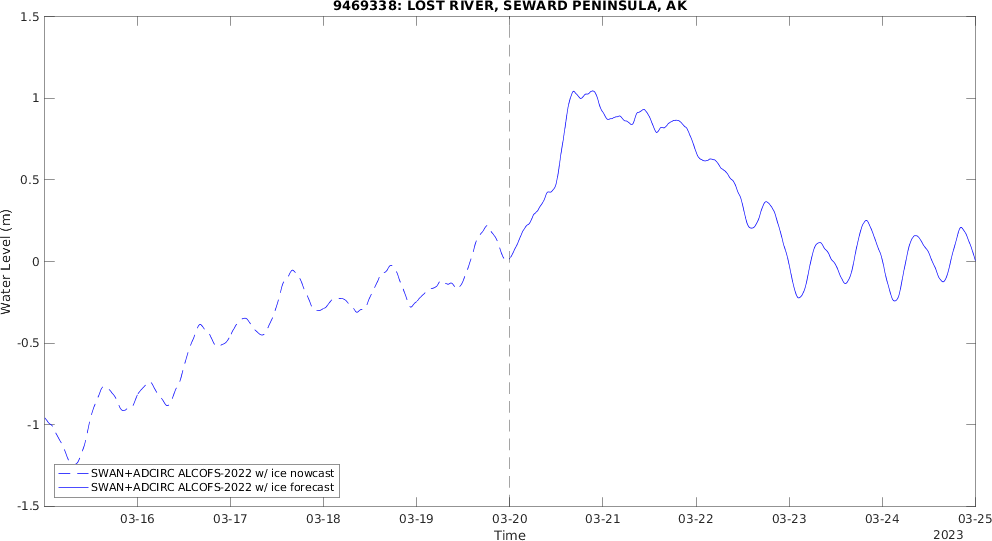 9469338: LOST RIVER, SEWARD PENINSULA, AK
1.5
1
0.5
0
-0.5
-1
-1.5
Water Level (m)
SWAN+ADCIRC ALCOFS-2022 w/ ice nowcast
SWAN+ADCIRC ALCOFS-2022 w/ ice forecast
03-16 03-17 03-18 03-19 03-20 03-21 03-22 03-23 03-24 03-25
Time
2023